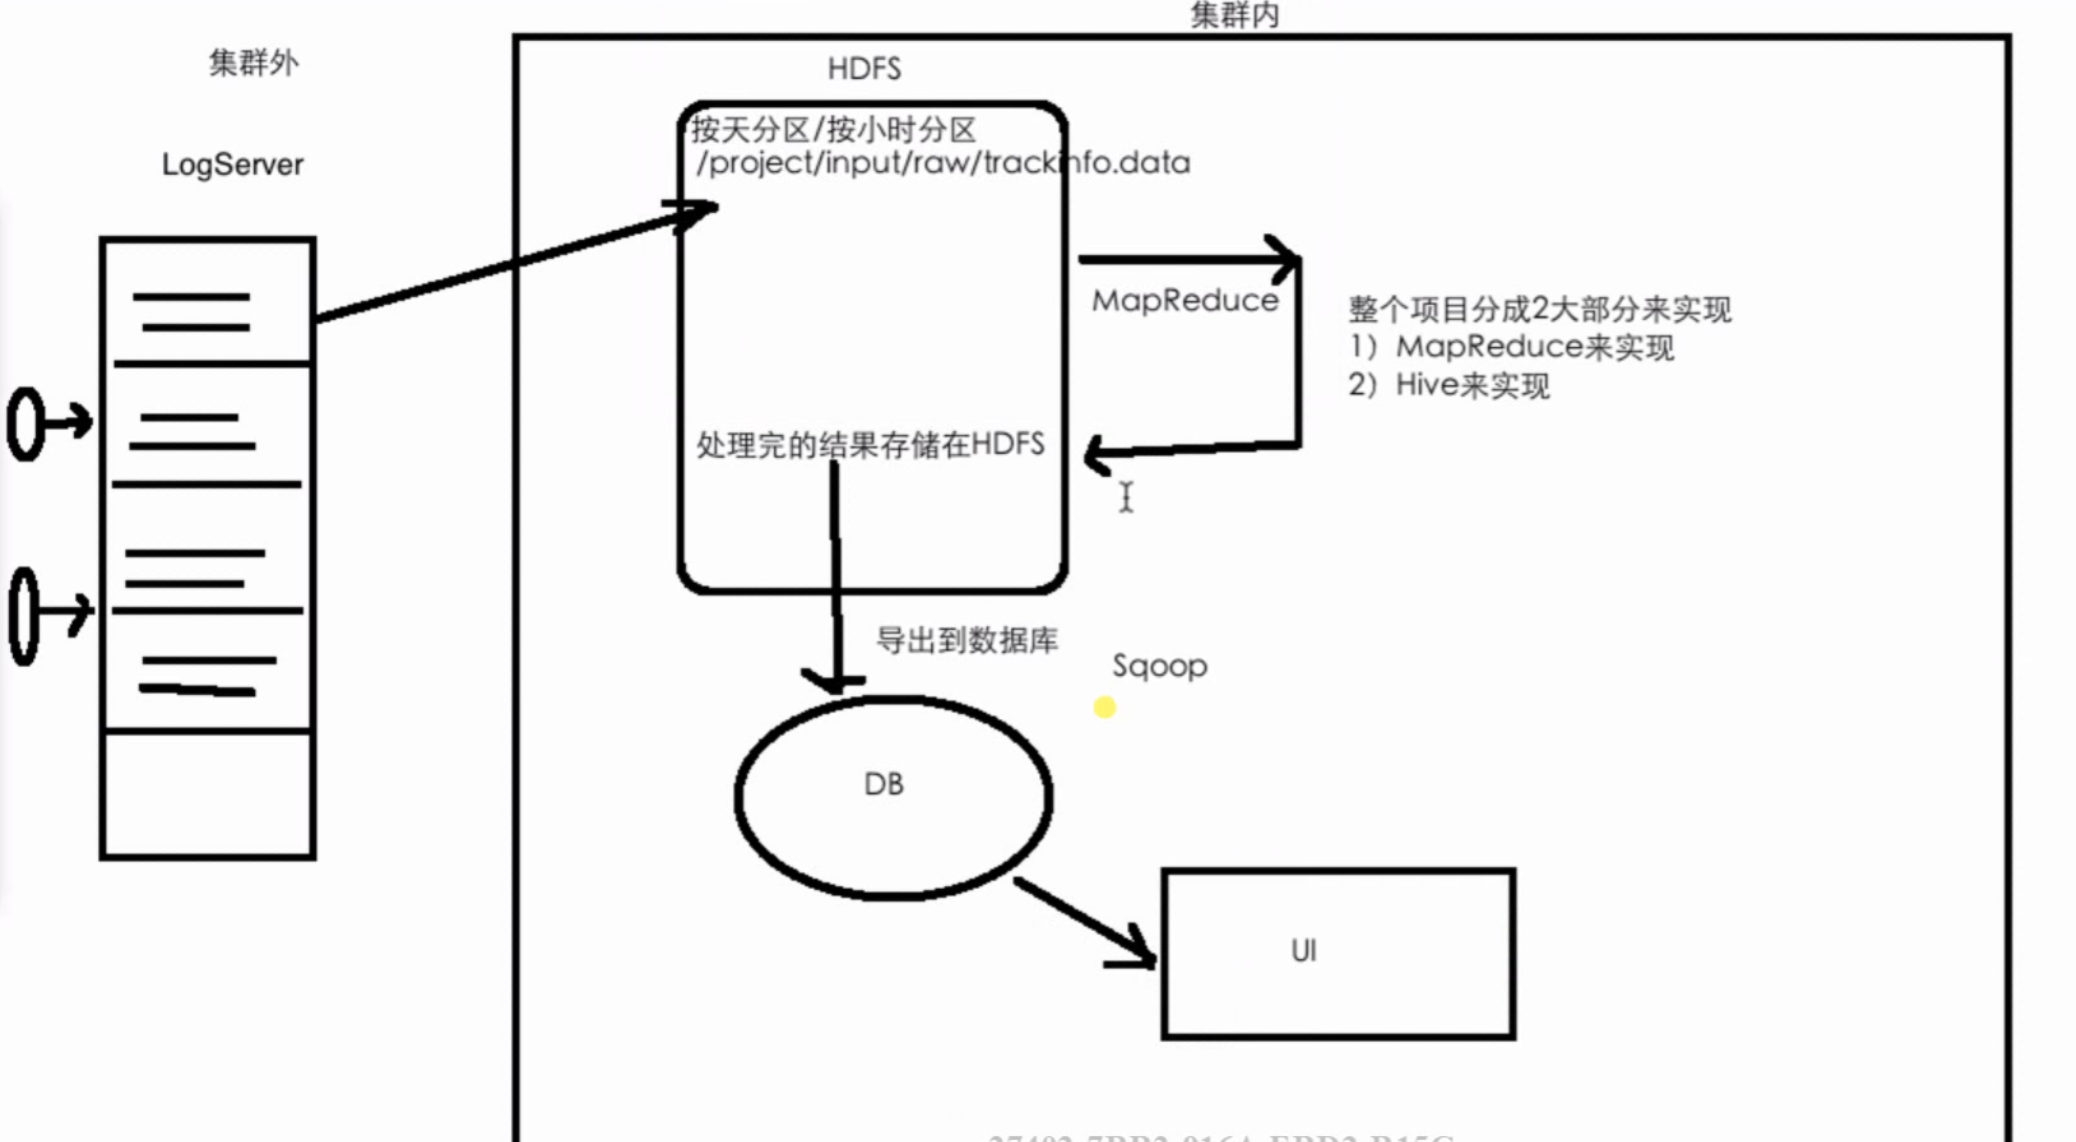 集群内
集群外
HDFS
按天分区/按小时分区
/project/input/raw/trackinfo.data
LogServer
MapReduce
整个项目分成2大部分来实现
1）MapReduce来实现
2）Hive来实现
处理完的结果存储在HDFS
导出到数据库
Sqoop
DB
UI